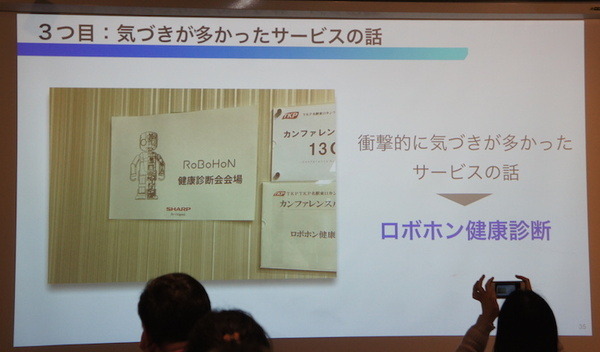 3つ目：気づきが多かったサービスの話
RoBoHoN
健康診断会会場
SHARP
TKP
カンファレン
13C
TKP
カンファレンスル
ロボホン健康
衝撃的に気づきが多かった
サービスの話
ロボホン健康診断